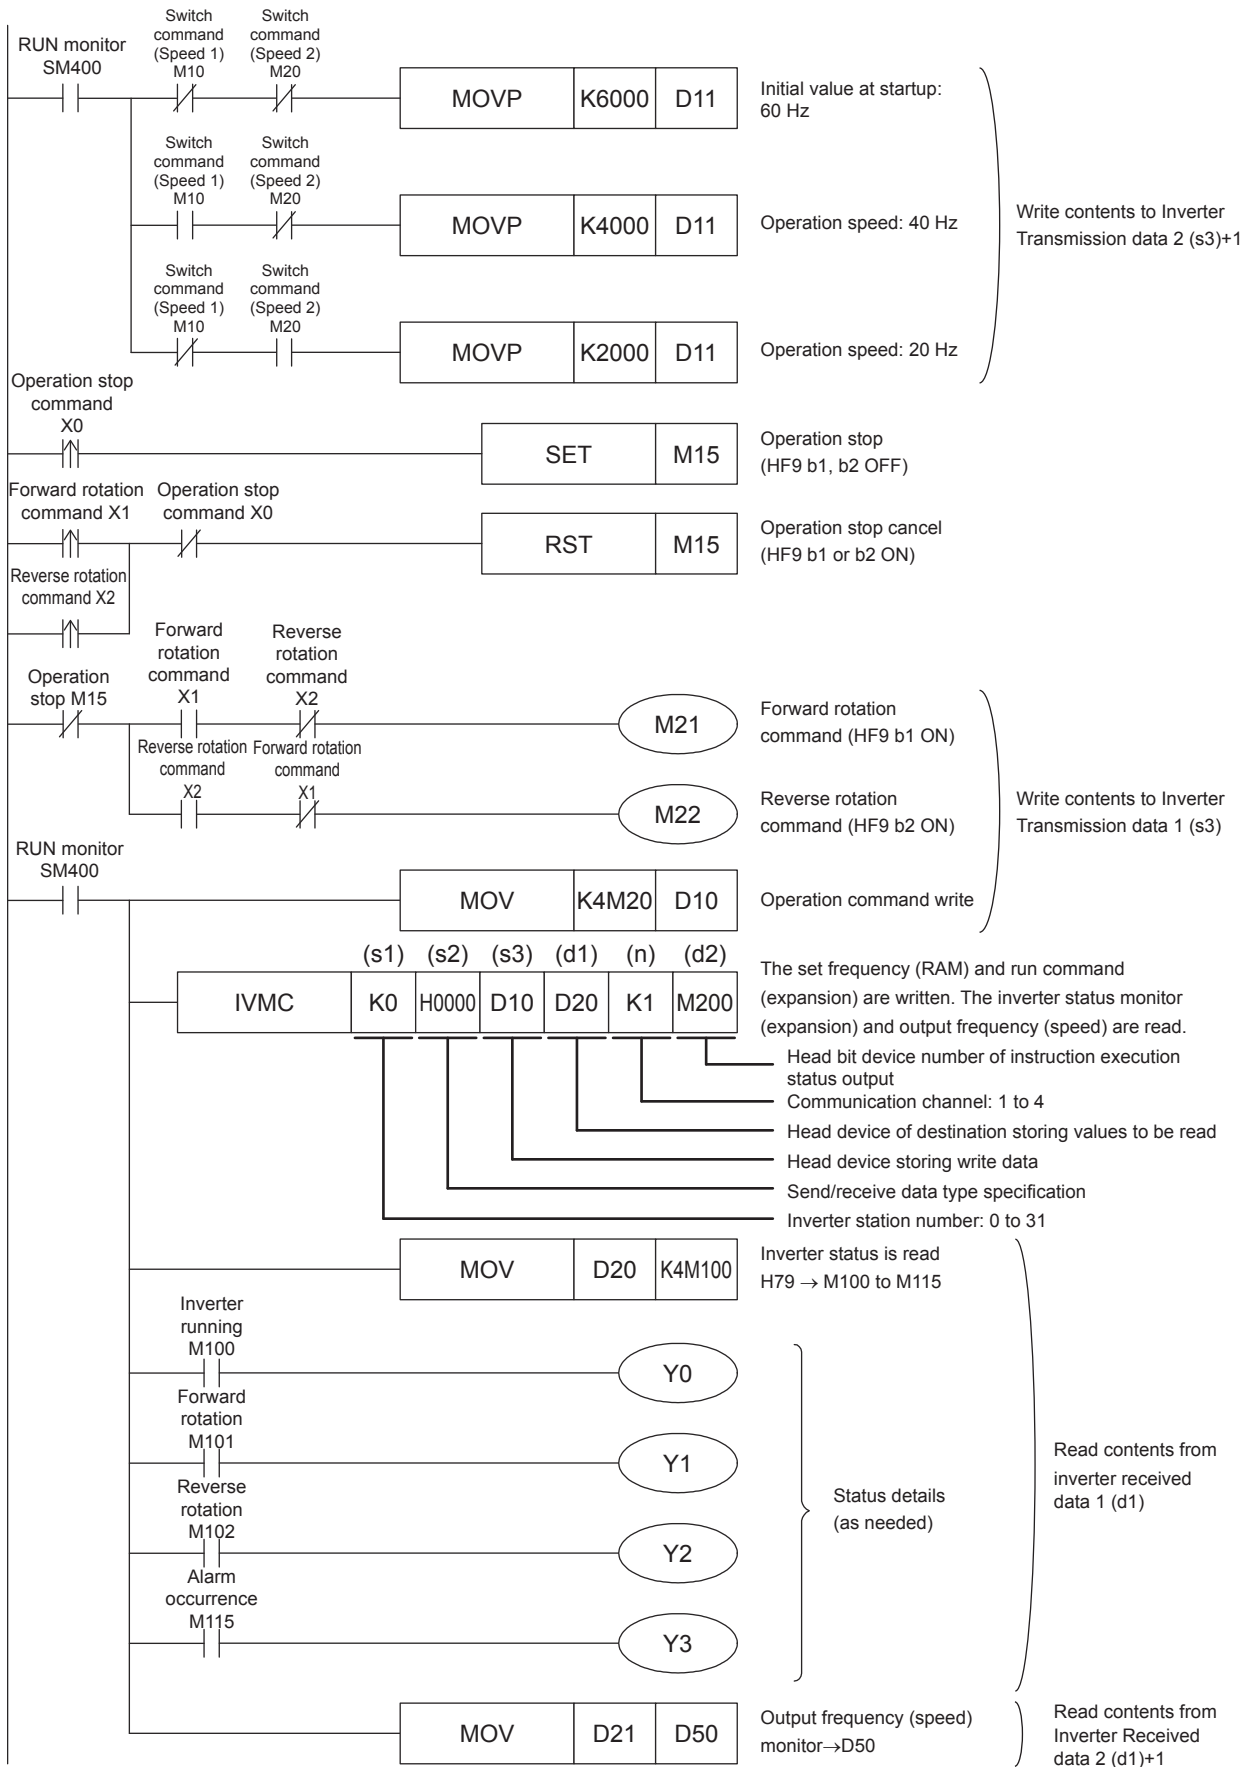 RUN monitor
SM400
Switch
command
(Speed 1)
M10
Switch
command
(Speed 2)
M20
MOVP K6000 D11
Initial value at startup:
60 Hz
Switch
command
(Speed 1)
M10
Switch
command
(Speed 2)
M20
MOVP K4000 D11
Operation speed: 40 Hz
Write contents to Inverter
Transmission data 2 (s3)+1
Switch
command
(Speed 1)
M10
Switch
command
(Speed 2)
M20
MOVP K2000 D11
Operation speed: 20 Hz
Operation stop
command
X0
SET M15
Operation stop
(HF9 b1, b2 OFF)
Forward rotation
command X1
Operation stop
command X0
RST M15
Operation stop cancel
(HF9 b1 or b2 ON)
Reverse rotation
command X2
Operation
stop M15
Forward
rotation
command
X1
Reverse
rotation
command
X2
M21
Forward rotation
command (HF9 b1 ON)
Reverse rotation
command
X2
Forward rotation
command
X1
M22
Reverse rotation
command (HF9 b2 ON)
Write contents to Inverter
Transmission data 1 (s3)
RUN monitor
SM400
MOV K4M20 D10
Operation command write
(s1) (s2) (s3) (d1) (n) (d2)
IVMC K0 H0000 D10 D20 K1 M200
The set frequency (RAM) and run command
(expansion) are written. The inverter status monitor
(expansion) and output frequency (speed) are read.
Head bit device number of instruction execution
status output
Communication channel: 1 to 4
Head device of destination storing values to be read
Head device storing write data
Send/receive data type specification
Inverter station number: 0 to 31
MOV D20 K4M100
Inverter status is read
H79 → M100 to M115
Inverter
running
M100
Y0
Forward
rotation
M101
Y1
Reverse
rotation
M102
Y2
Alarm
occurrence
M115
Y3
Status details
(as needed)
Read contents from
inverter received
data 1 (d1)
MOV D21 D50
Output frequency (speed)
monitor→D50
Read contents from
Inverter Received
data 2 (d1)+1